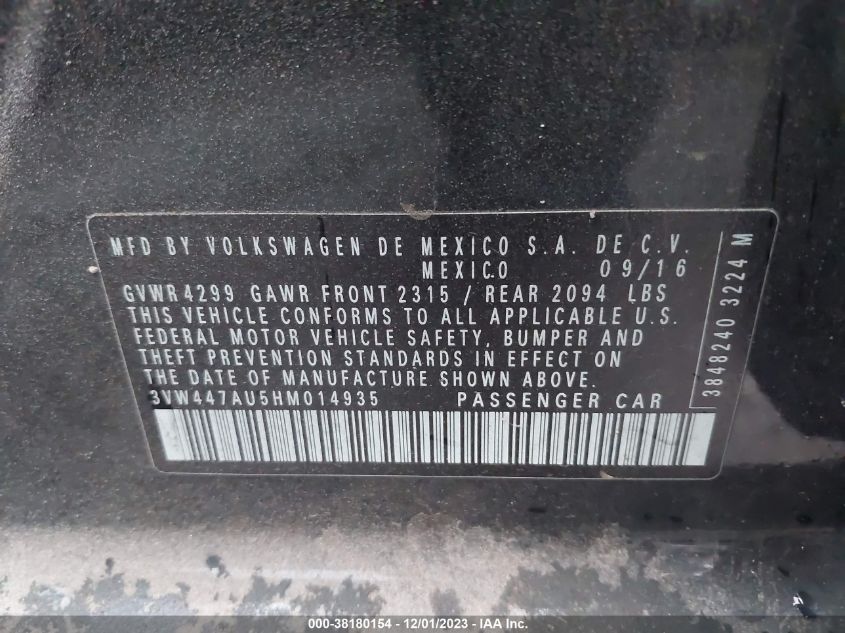 MFD BY VOLKSWAGEN DE MEXICO S.A. DE C.V.
MEXICO 09/16
GVWR 4299 GAWR FRONT 2315 / REAR 2094 LBS
THIS VEHICLE CONFORMS TO ALL APPLICABLE U.S.
FEDERAL MOTOR VEHICLE SAFETY, BUMPER AND
THEFT PREVENTION STANDARDS IN EFFECT ON
THE DATE OF MANUFACTURE SHOWN ABOVE.
3VW447AU5HM014935 PASSENGER CAR
3848240 3224 M
000-38180154 - 12/01/2023 - IAA Inc.